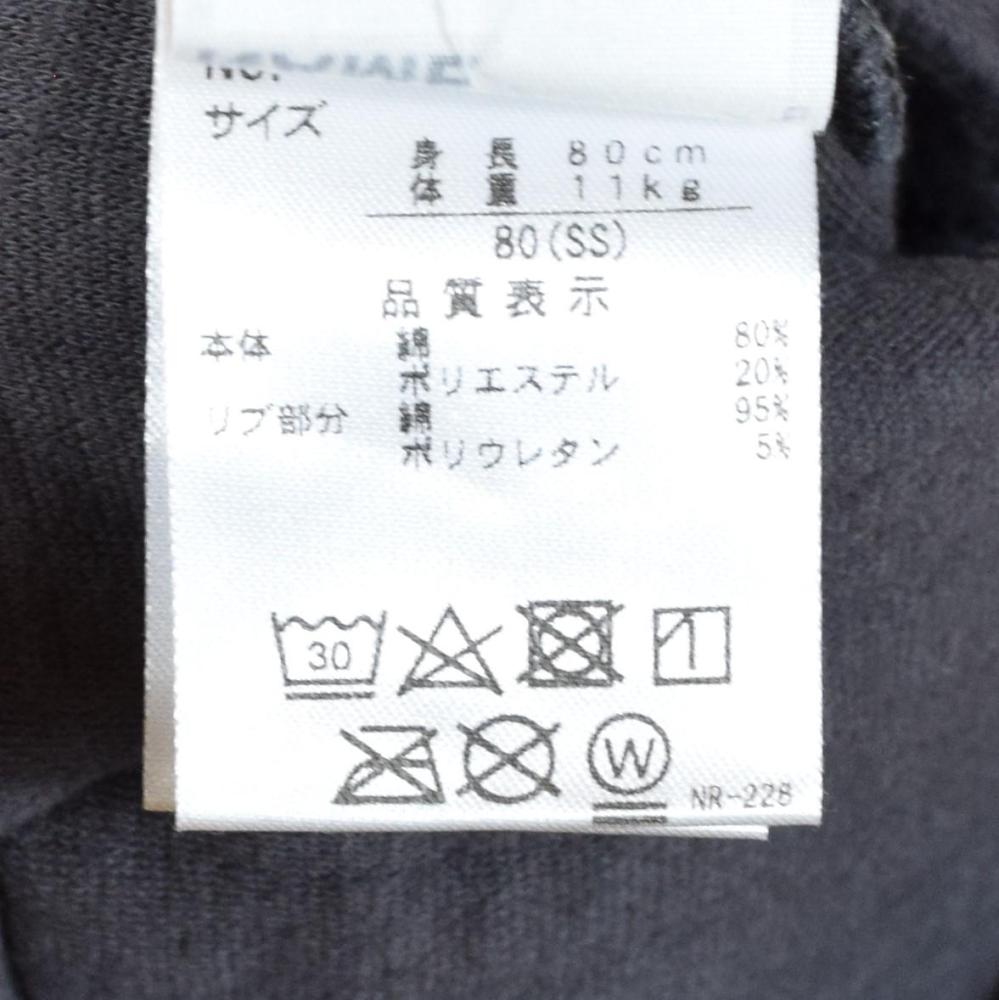 No.
サイズ
身 長 80cm
体 重 11kg
80(SS)
品質表示
本体 綿 80%
ポリエステル 20%
リブ部分 綿 95%
ポリウレタン 5%
30
W
NR-228